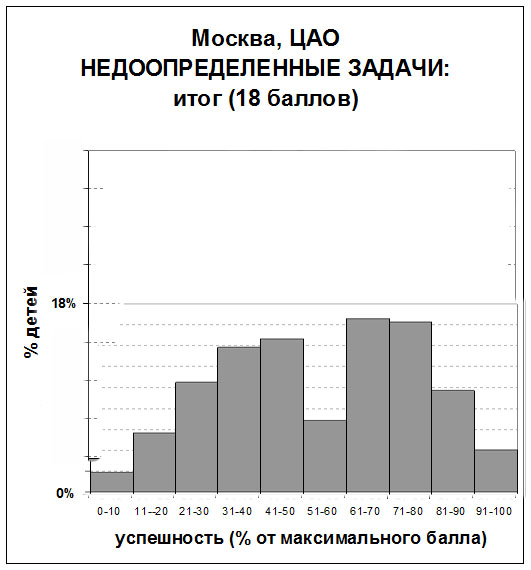 Москва, ЦАО
НЕДООПРЕДЕЛЕННЫЕ ЗАДАЧИ:
итог (18 баллов)
% детей
18%
0%
0-10 11--20 21-30 31-40 41-50 51-60 61-70 71-80 81-90 91-100
успешность (% от максимального балла)